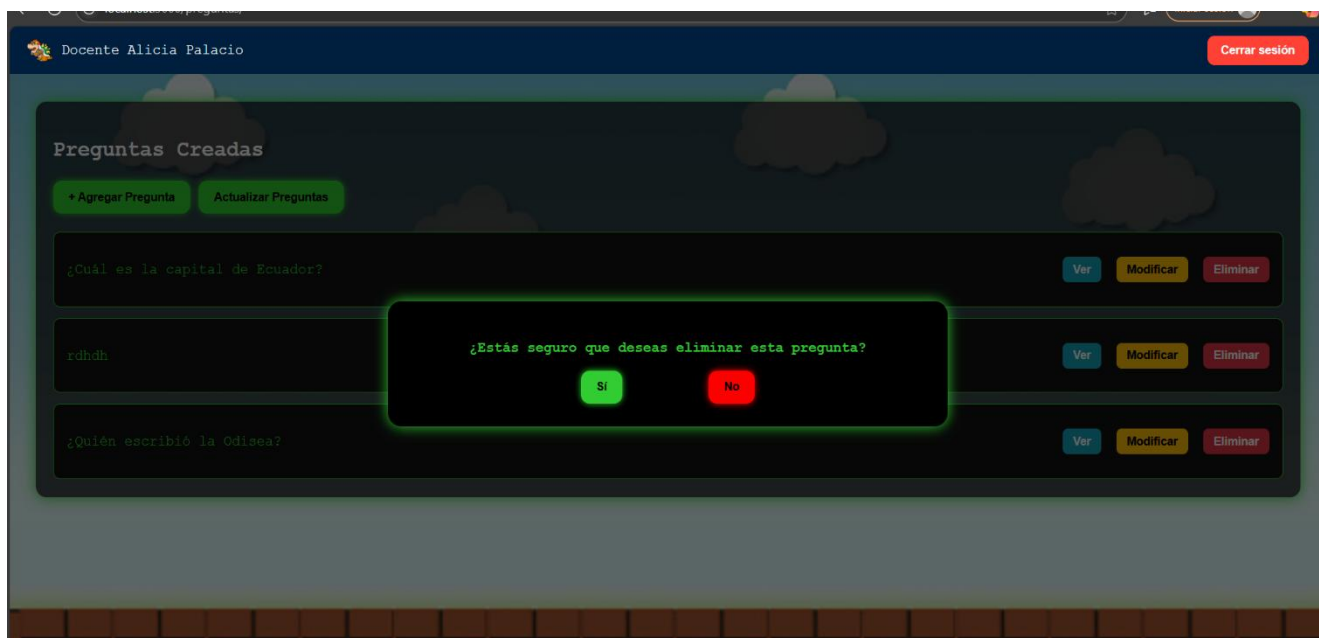 Docente Alicia Palacio
Cerrar sesión
Preguntas Creadas
+ Agregar Pregunta
Actualizar Preguntas
¿Cuál es la capital de Ecuador?
Ver
Modificar
Eliminar
¿Estás seguro que deseas eliminar esta pregunta?
rdhdh
Ver
Modificar
Eliminar
Sí
No
¿Quién escribió la Odisea?
Ver
Modificar
Eliminar